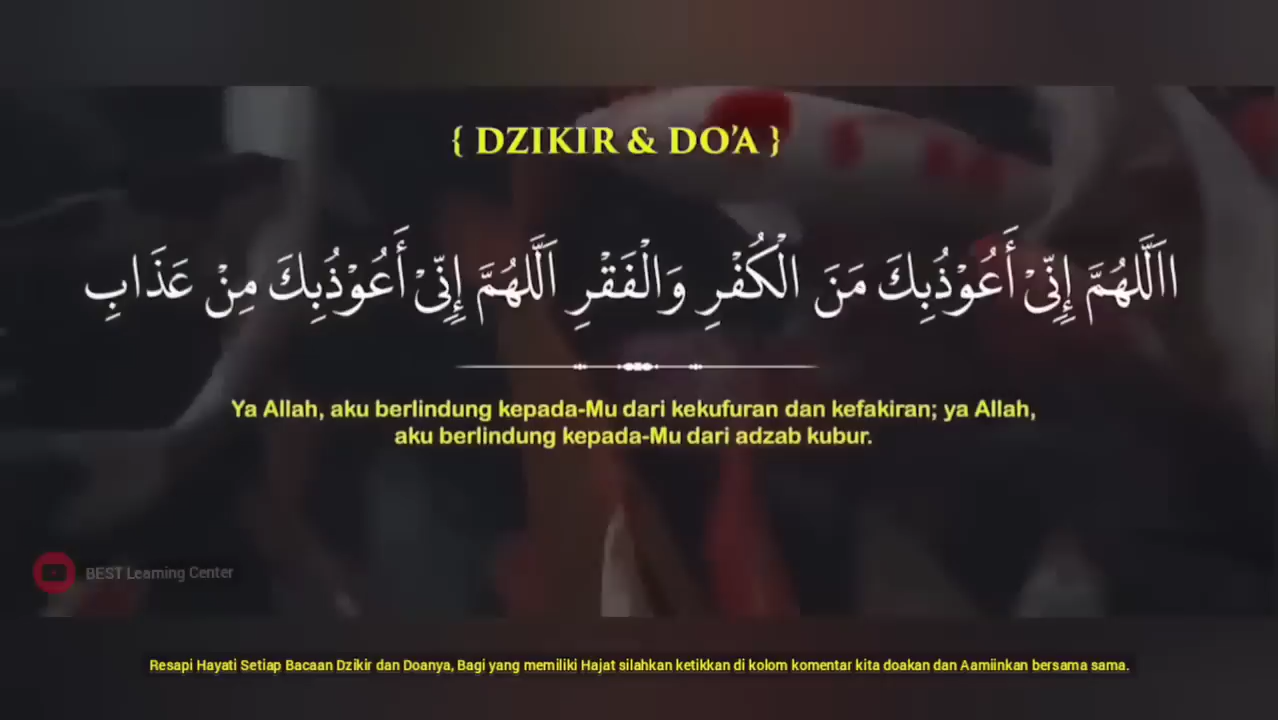 { DZIKIR & DO’A }
ااَللَّهُمَّ إِنِّىْ أَعُوْذُبِكَ مَنَ الْكُفْرِ وَالْفَقْرِ اَللَّهُمَّ إِنِّىْ أَعُوْذُبِكَ مِنْ عَذَابِ
Ya Allah, aku berlindung kepada-Mu dari kekufuran dan kefakiran; ya Allah,
aku berlindung kepada-Mu dari adzab kubur.
BEST Learning Center
Resapi Hayati Setiap Bacaan Dzikir dan Doanya, Bagi yang memiliki Hajat silahkan ketikkan di kolom komentar kita doakan dan Aamiinkan bersama sama.